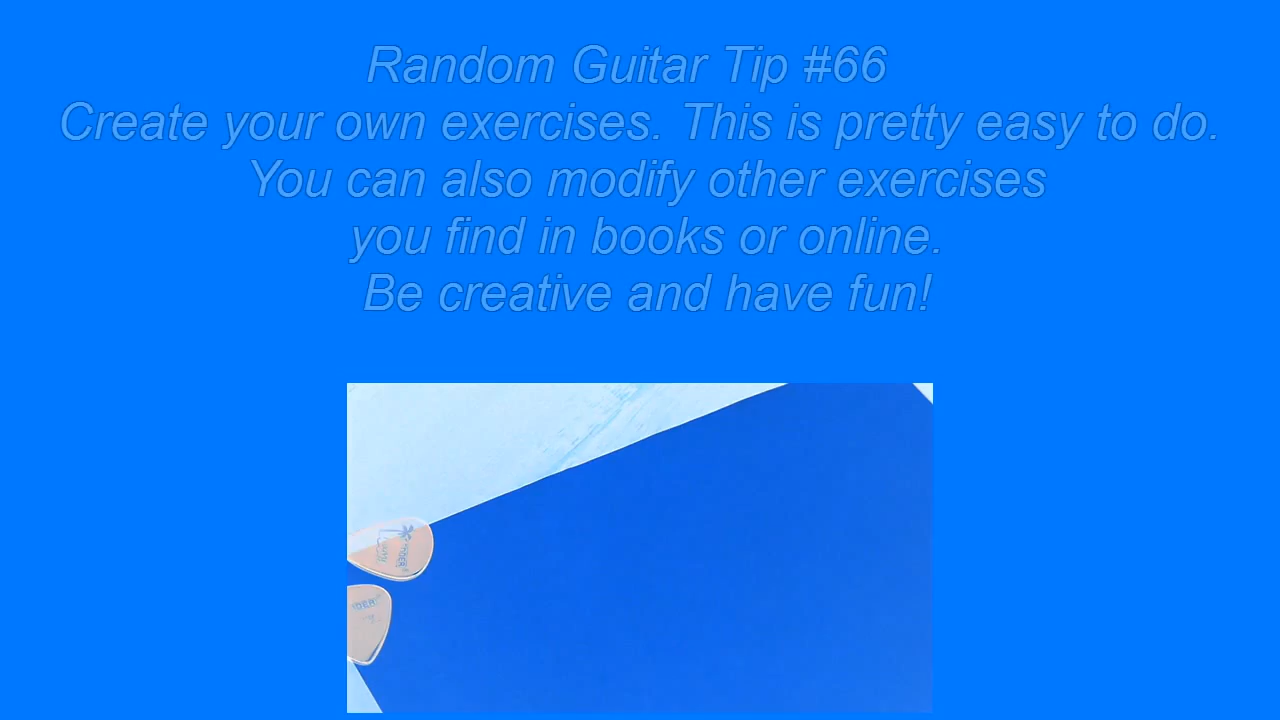 Random Guitar Tip #66
Create your own exercises. This is pretty easy to do.
You can also modify other exercises
you find in books or online.
Be creative and have fun!